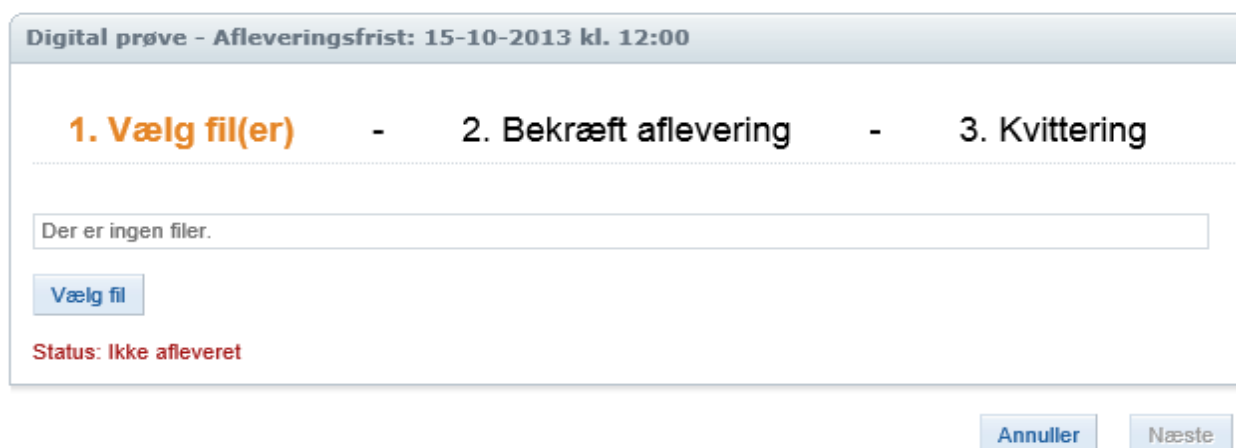 Digital prøve - Afleveringsfrist: 15-10-2013 kl. 12:00
1. Vælg fil(er) - 2. Bekræft aflevering - 3. Kvittering
Der er ingen filer.
Vælg fil
Status: Ikke afleveret
Annuller Næste